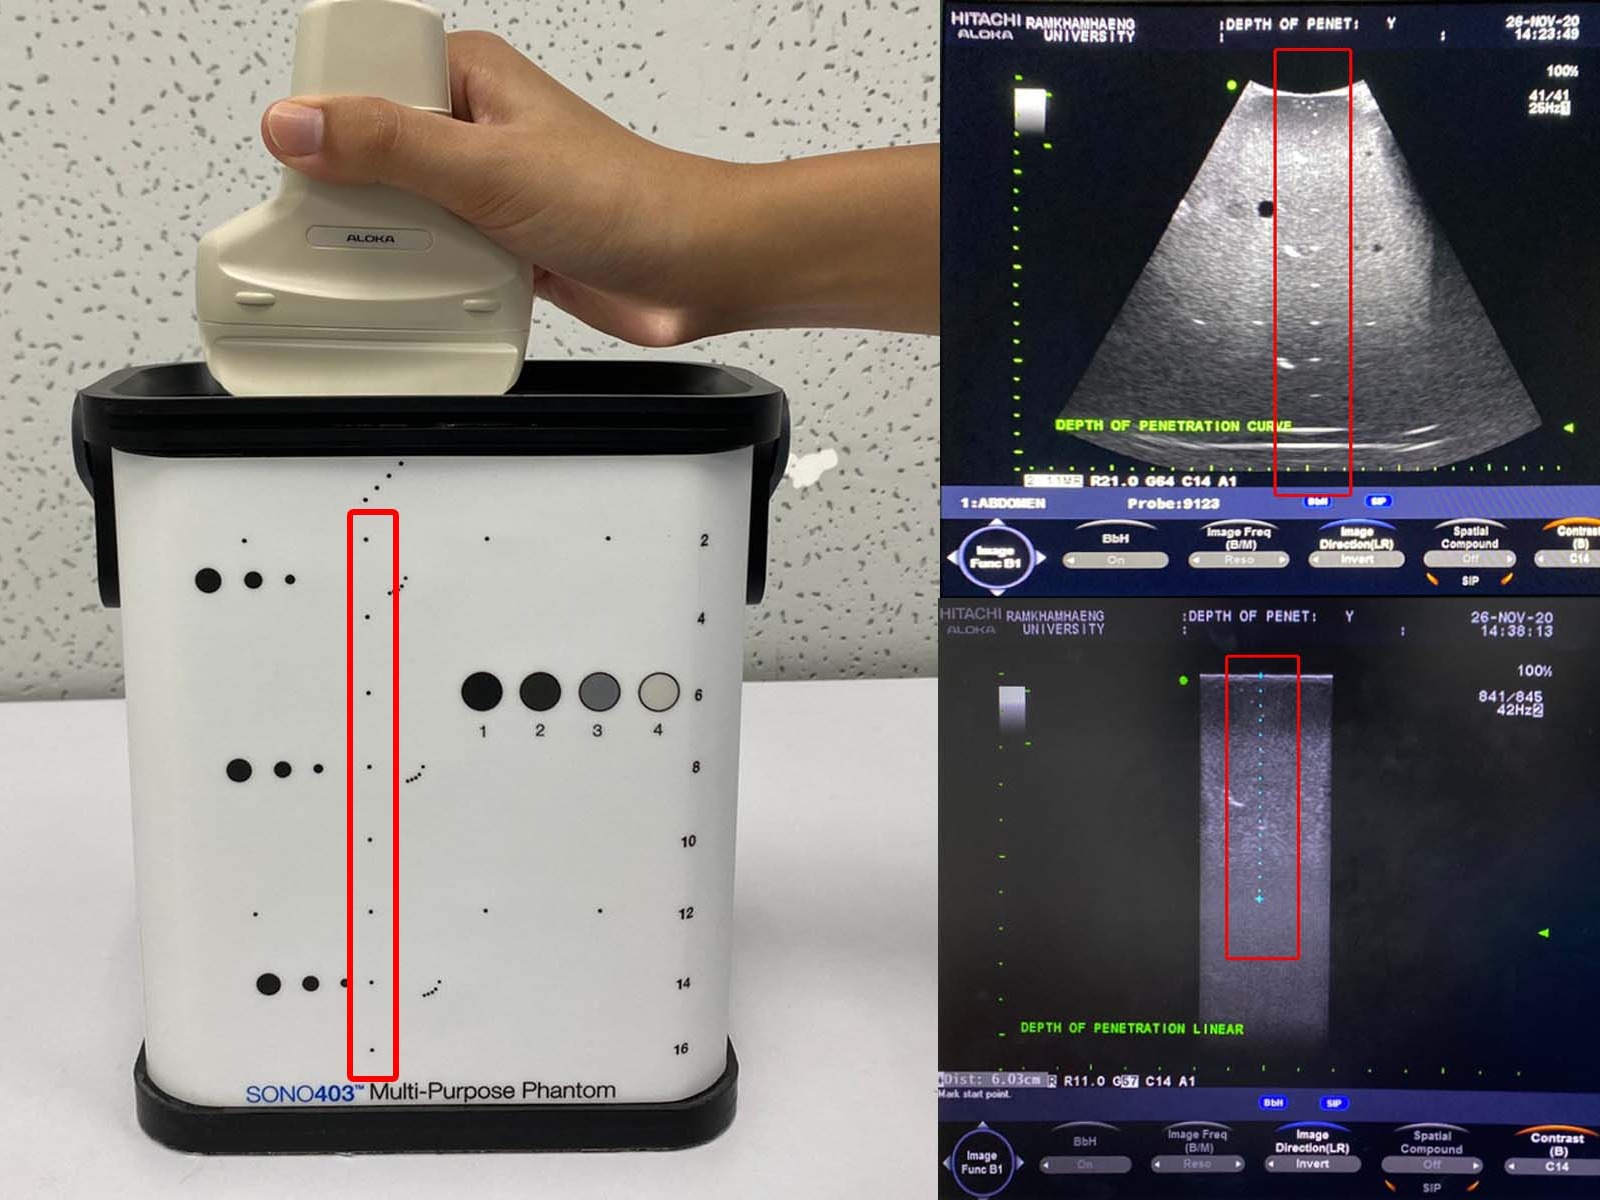 ALOKA
2
4
6
1 2 3 4
8
10
12
14
16
SONO403™ Multi-Purpose Phantom
HITACHI RAMKHAMHAENG :DEPTH OF PENET: Y 26-NOV-20
ALOKA UNIVERSITY : : 14:23:49
100%
41/41
25Hz
DEPTH OF PENETRATION CURVE
R21.0 G64 C14 A1
BbH SIP
1:ABDOMEN Probe:9123
Image
Func B1
BbH
On
Image Freq
(B/M)
Reso
Image
Direction(LR)
Invert
Spatial
Compound
Off
SIP
Contras
(B)
C14
HITACHI RAMKHAMHAENG :DEPTH OF PENET: Y 26-NOV-20
ALOKA UNIVERSITY : : 14:38:13
100%
841/845
42Hz2
DEPTH OF PENETRATION LINEAR
Dist: 6.03cm R R11.0 G57 C14 A1
Mark start point.
BbH SIP
Image
Func B1
BbH
On
Image Freq
(B/M)
Reso
Image
Direction(LR)
Invert
Spatial
Compound
Off
SIP
Contrast
(B)
C14